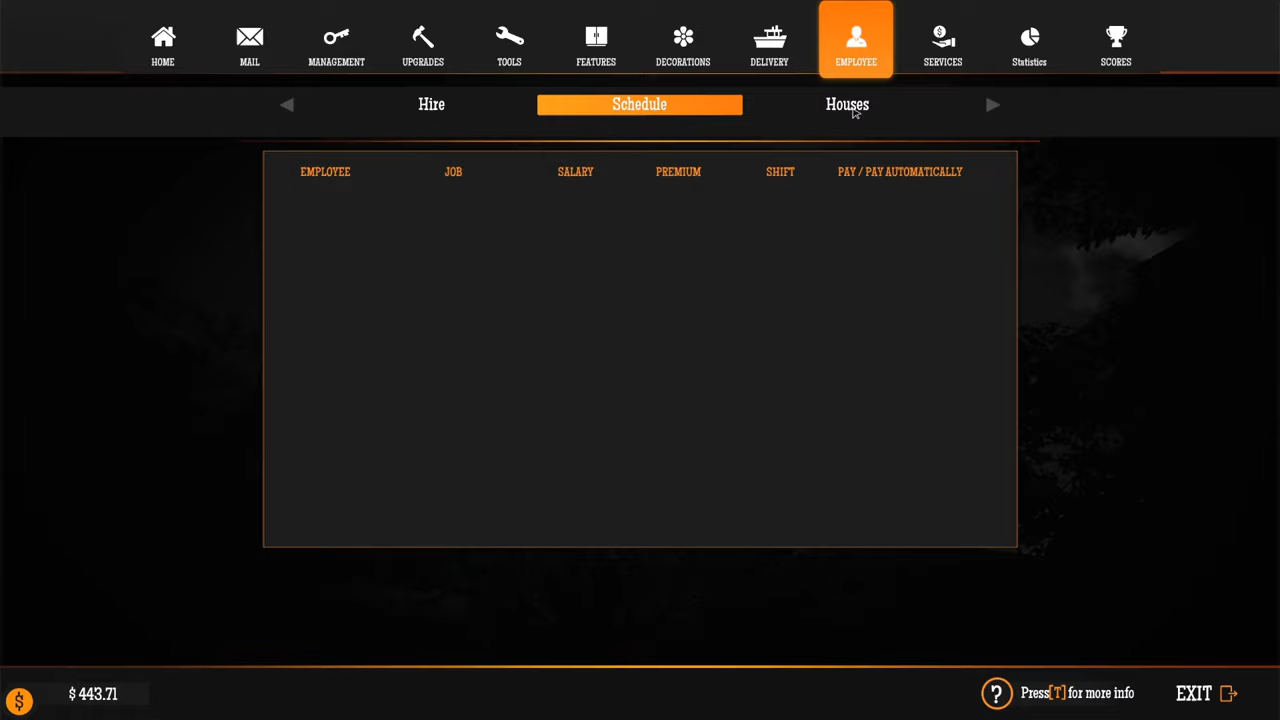 HOME MAIL MANAGEMENT UPGRADES TOOLS FEATURES DECORATIONS DELIVERY EMPLOYEE SERVICES Statistics SCORES
Hire Schedule Houses
EMPLOYEE JOB SALARY PREMIUM SHIFT PAY / PAY AUTOMATICALLY
$ $ 443.71 ? Press[T] for more info EXIT